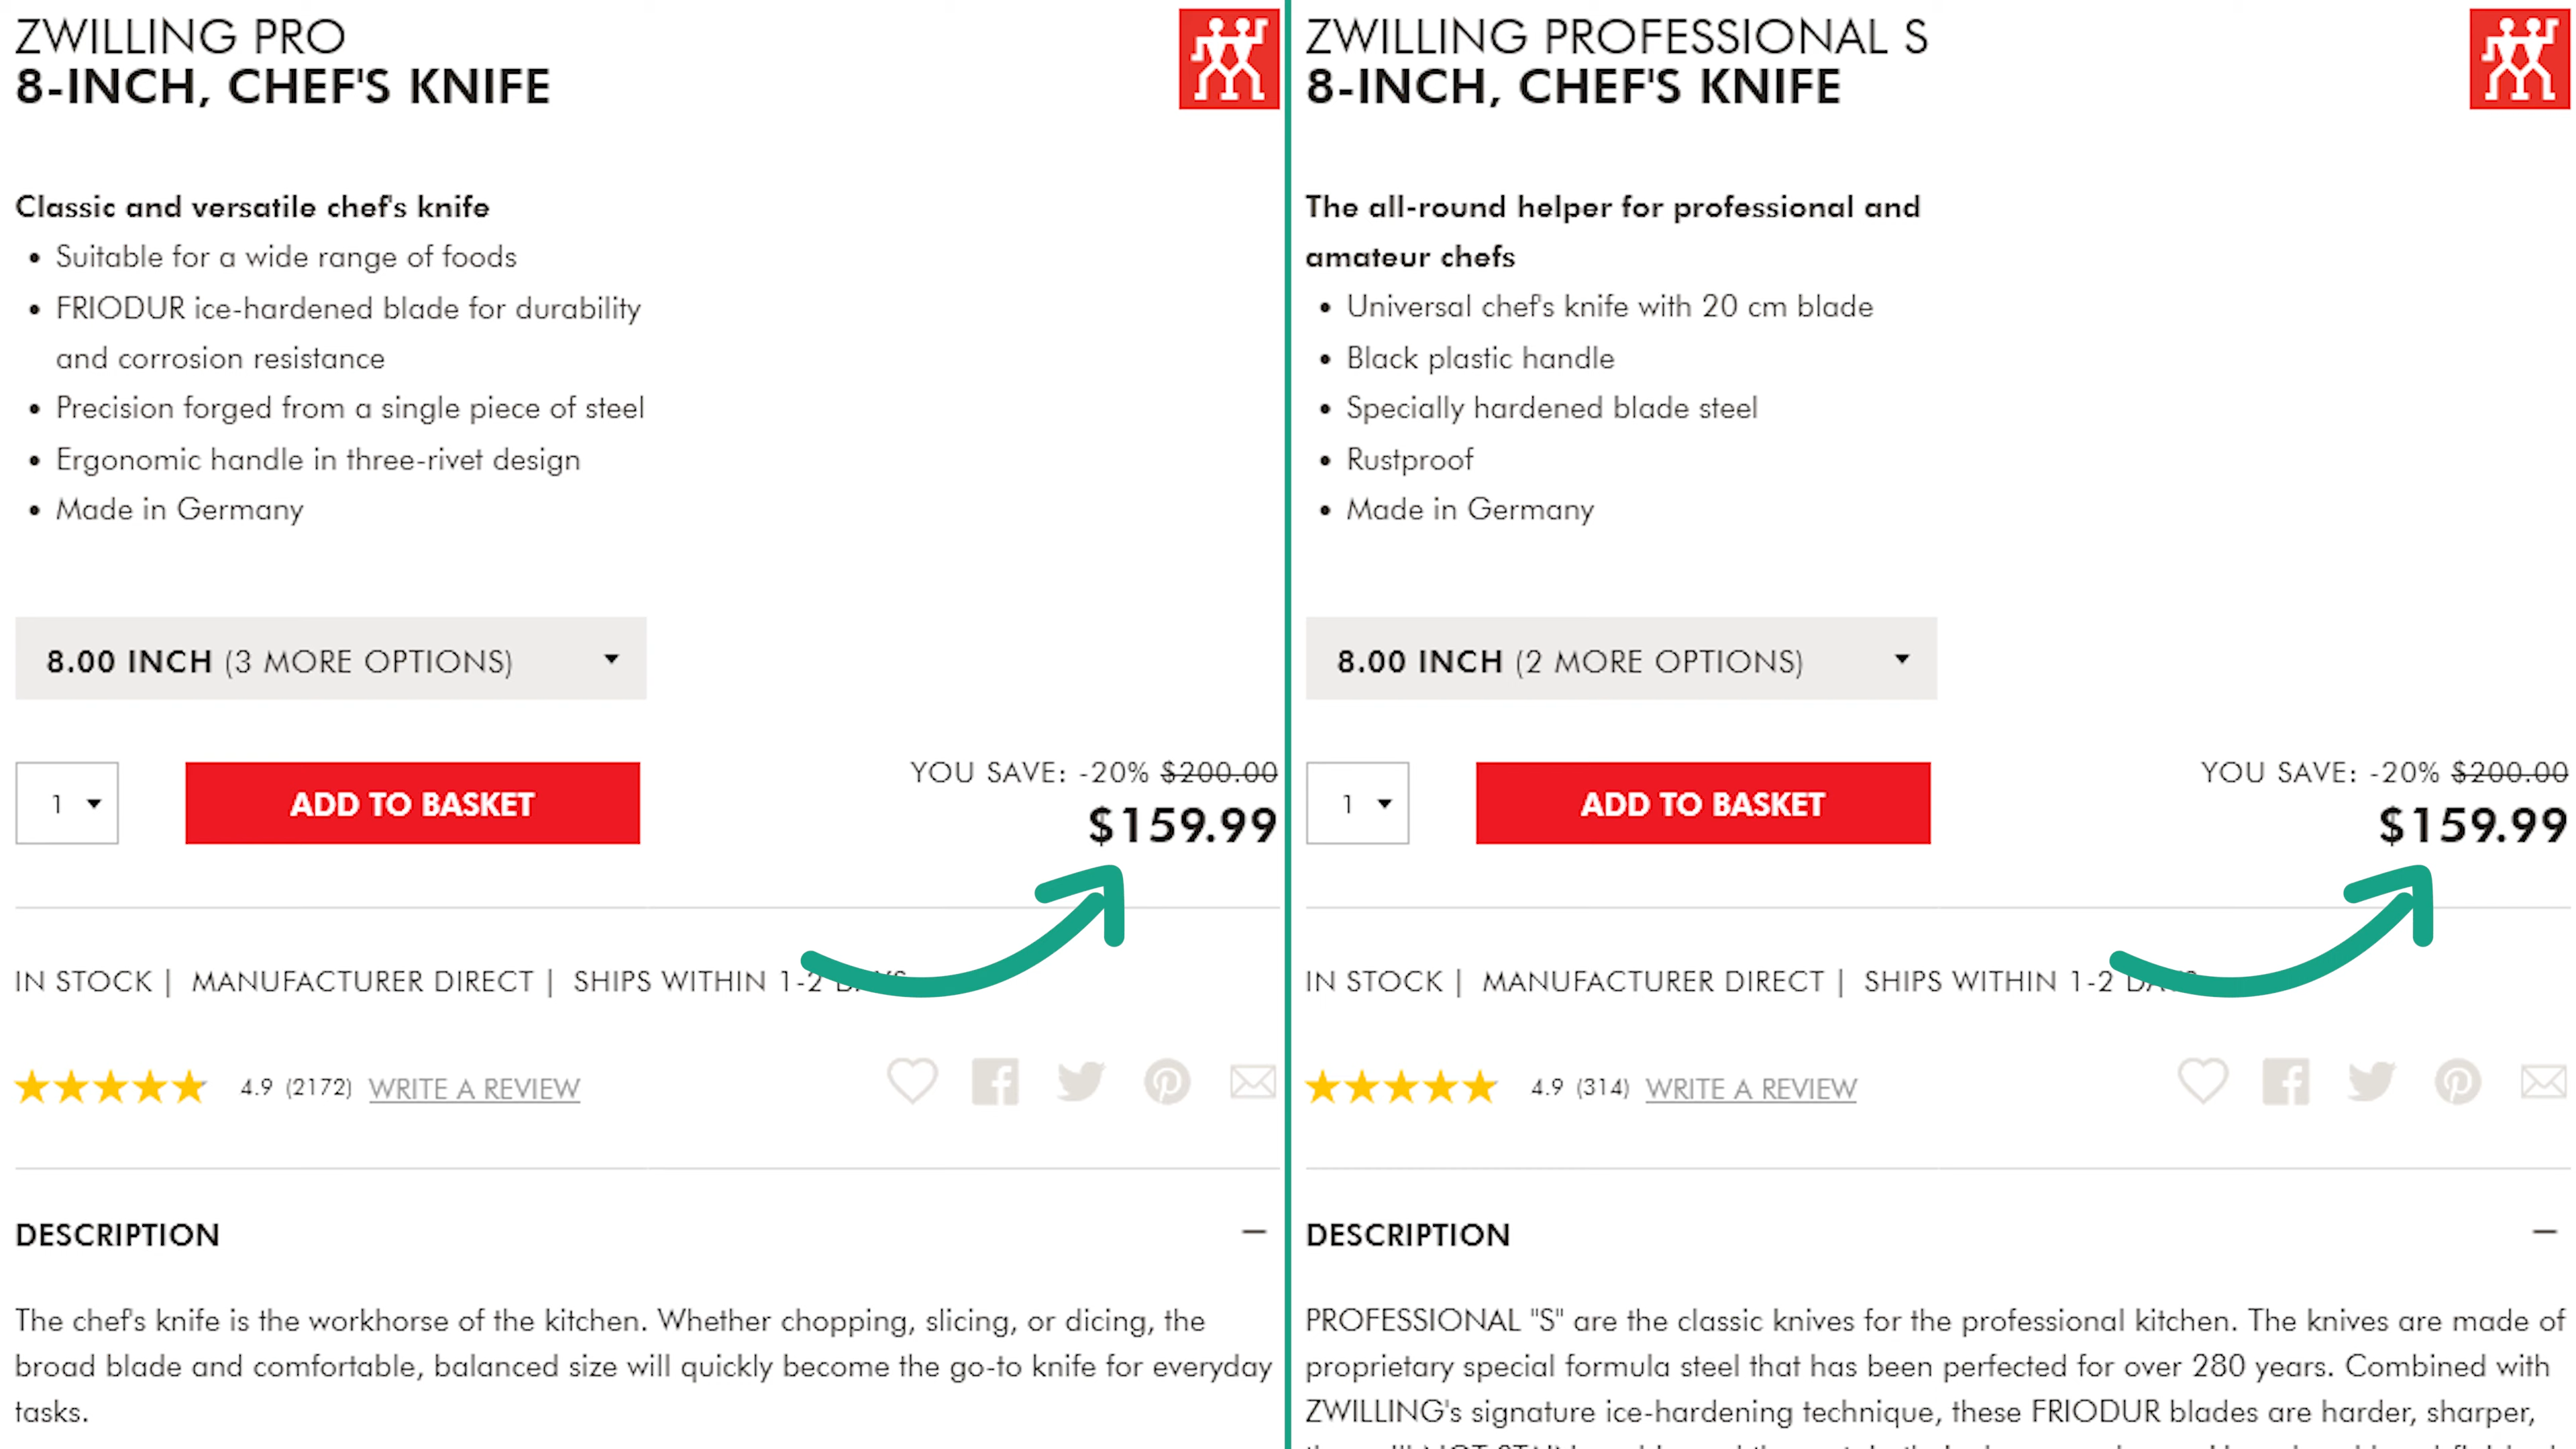 ZWILLING PRO
8-INCH, CHEF'S KNIFE
Classic and versatile chef's knife
• Suitable for a wide range of foods
• FRIODUR ice-hardened blade for durability
and corrosion resistance
• Precision forged from a single piece of steel
• Ergonomic handle in three-rivet design
• Made in Germany
8.00 INCH (3 MORE OPTIONS)
1
ADD TO BASKET
YOU SAVE: -20% $200.00
$159.99
IN STOCK | MANUFACTURER DIRECT | SHIPS WITHIN 1-2
4.9 (2172) WRITE A REVIEW
DESCRIPTION
The chef's knife is the workhorse of the kitchen. Whether chopping, slicing, or dicing, the
broad blade and comfortable, balanced size will quickly become the go-to knife for everyday
tasks.
ZWILLING PROFESSIONAL S
8-INCH, CHEF'S KNIFE
The all-round helper for professional and
amateur chefs
• Universal chef's knife with 20 cm blade
• Black plastic handle
• Specially hardened blade steel
• Rustproof
• Made in Germany
8.00 INCH (2 MORE OPTIONS)
1
ADD TO BASKET
YOU SAVE: -20% $200.00
$159.99
IN STOCK | MANUFACTURER DIRECT | SHIPS WITHIN 1-2
4.9 (314) WRITE A REVIEW
DESCRIPTION
PROFESSIONAL "S" are the classic knives for the professional kitchen. The knives are made of
proprietary special formula steel that has been perfected for over 280 years. Combined with
ZWILLING's signature ice-hardening technique, these FRIODUR blades are harder, sharper,